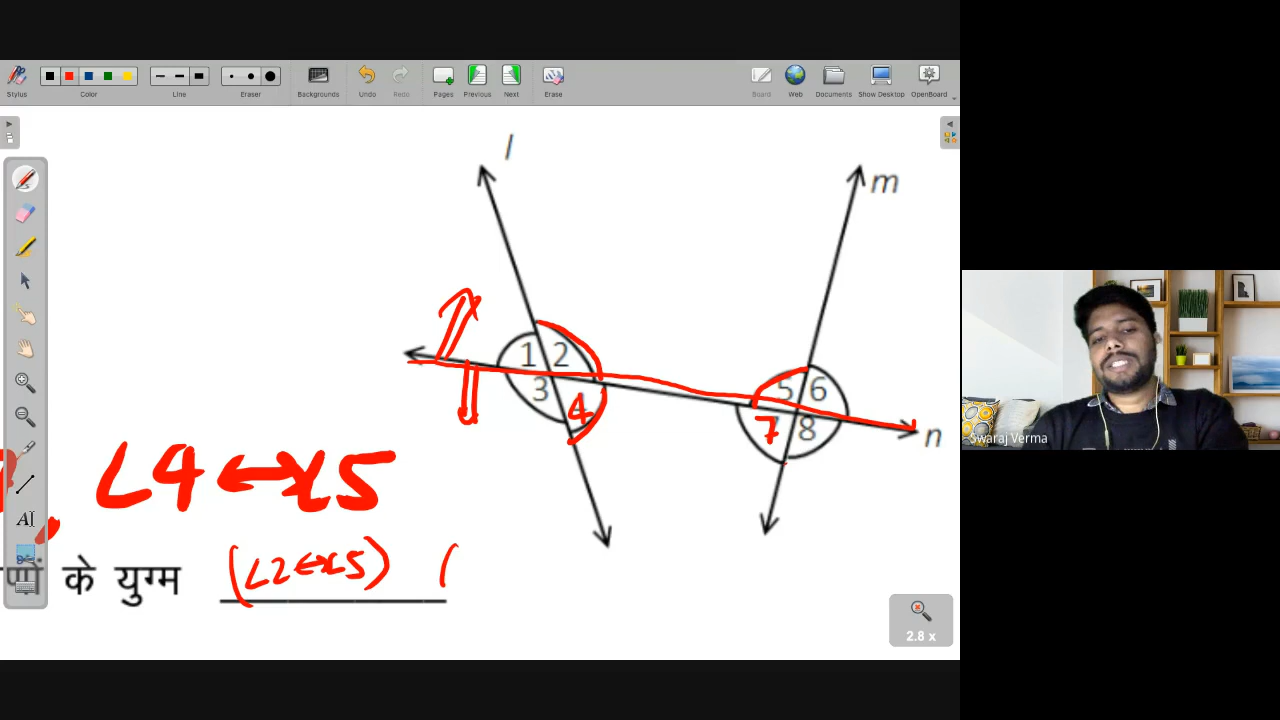 Stylus Color Line Eraser Backgrounds Undo Redo Pages Previous Next Erase Board Web Documents Show Desktop OpenBoard
l
m
1 2
3 4
5 6
7 8
n
Swaraj Verma
∠4 ↔ ∠5
के युग्म (∠2 ↔ ∠5) (
2.8 x